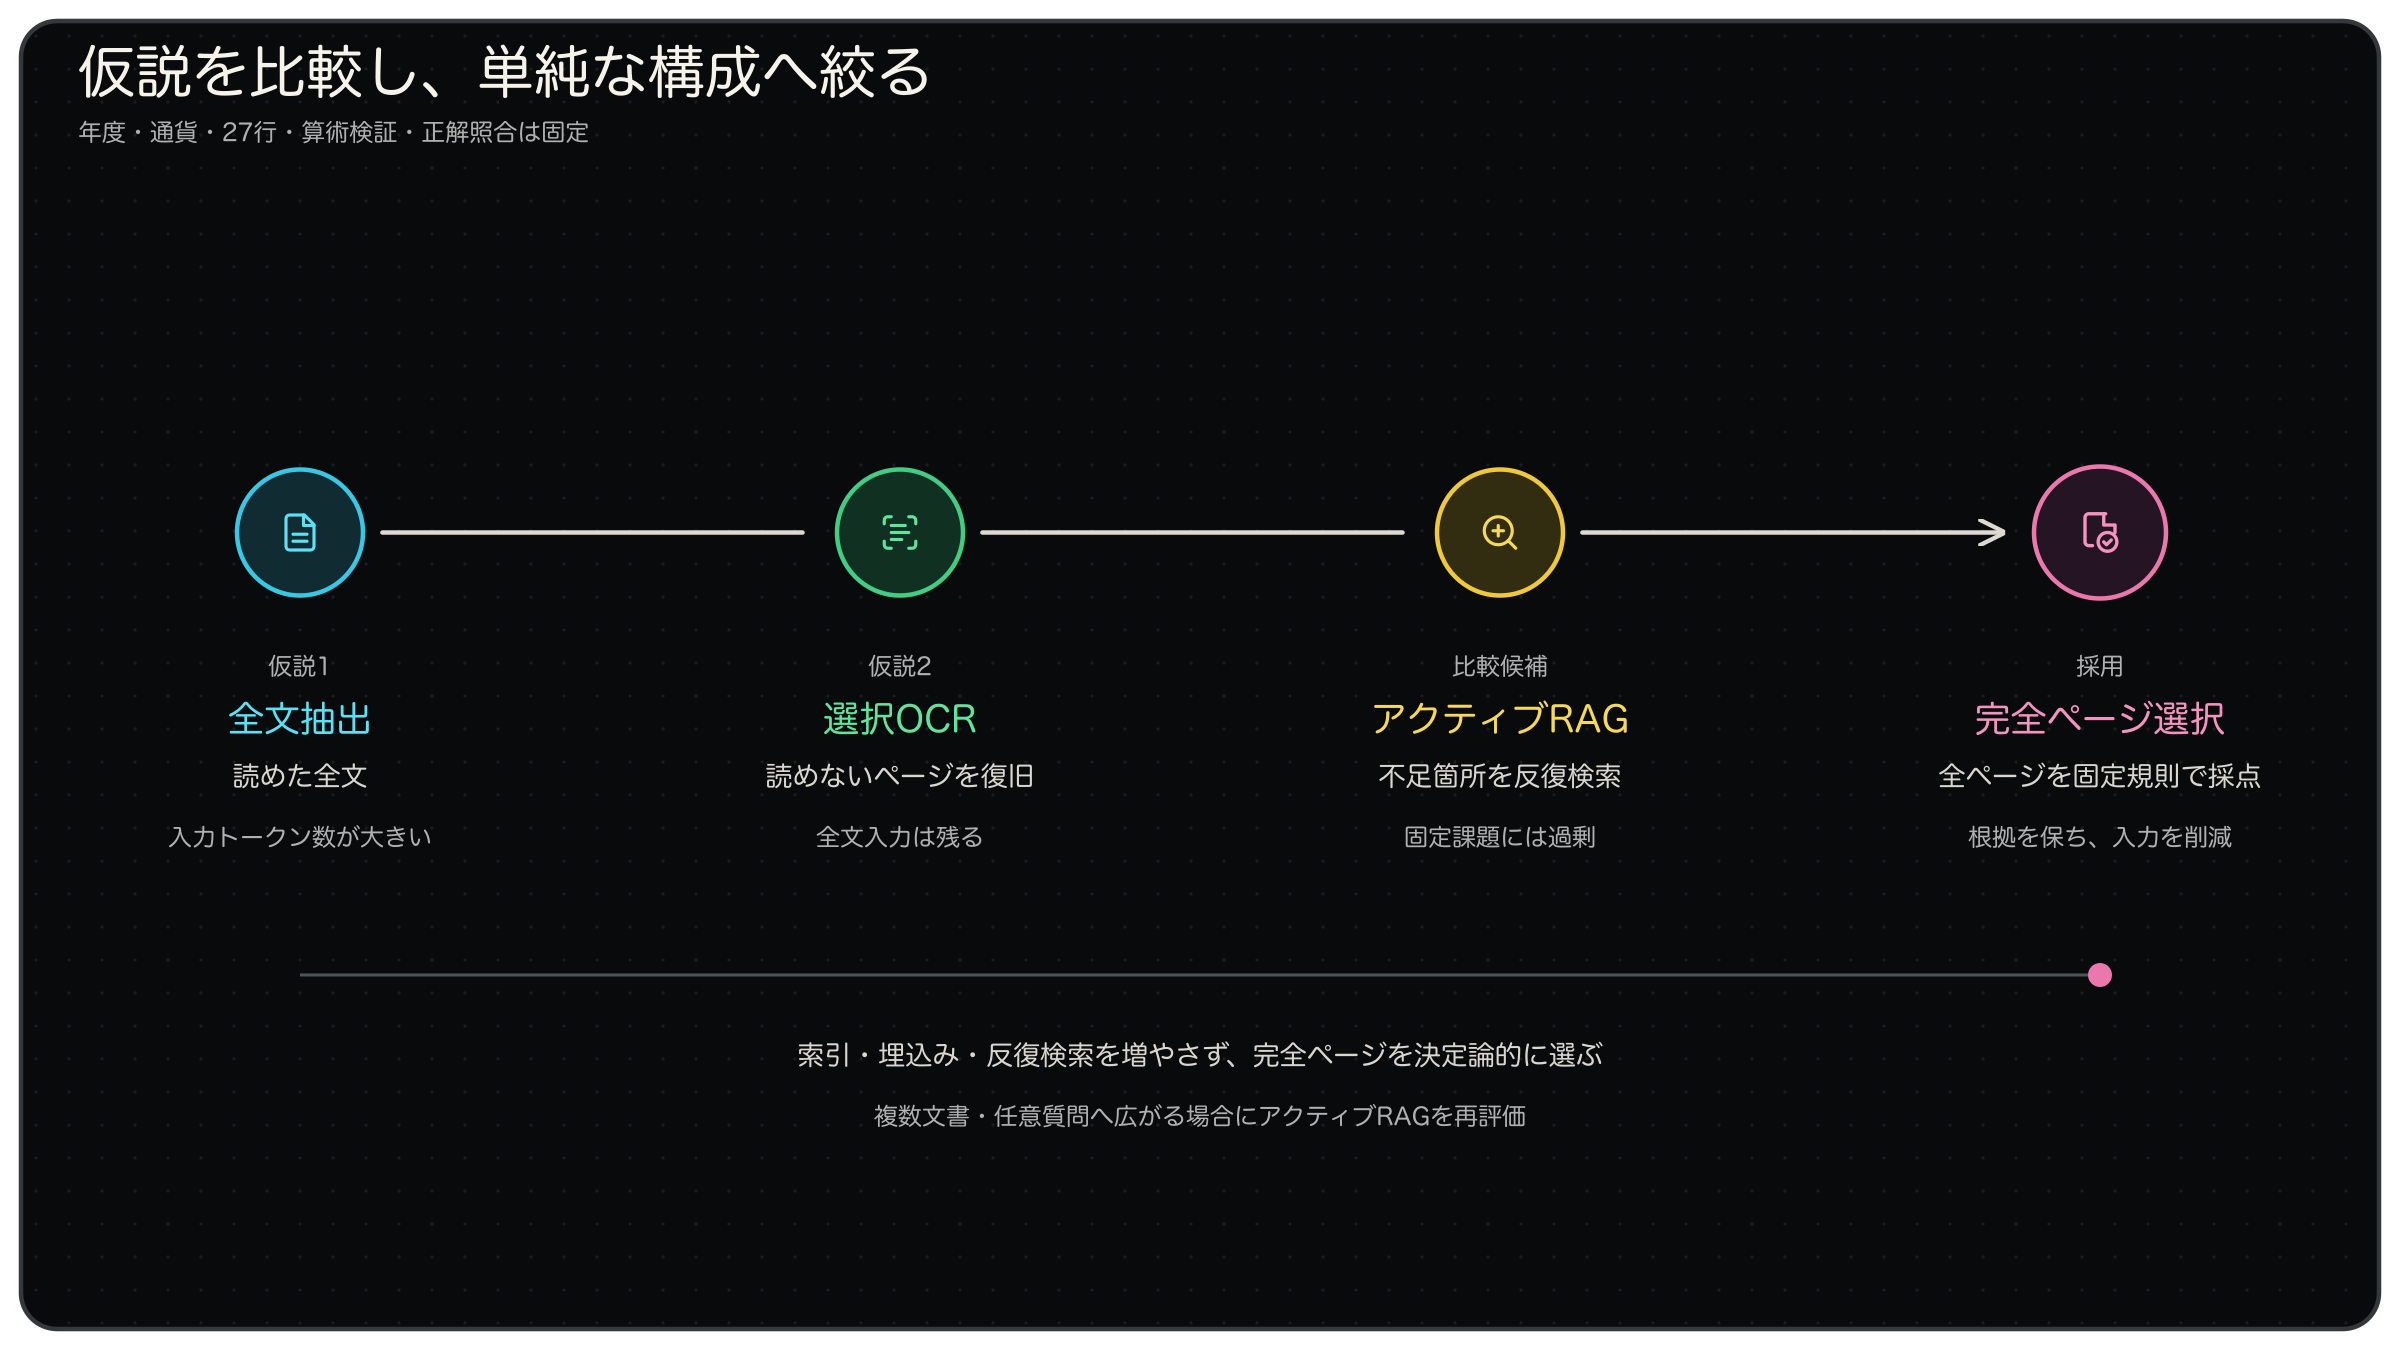 仮説を比較し、単純な構成へ絞る
年度・通貨・27行・算術検証・正解照合は固定
仮説1
全文抽出
読めた全文
入力トークン数が大きい
仮説2
選択OCR
読めないページを復旧
全文入力は残る
比較候補
アクティブRAG
不足箇所を反復検索
固定課題には過剰
採用
完全ページ選択
全ページを固定規則で採点
根拠を保ち、入力を削減
索引・埋込み・反復検索を増やさず、完全ページを決定論的に選ぶ
複数文書・任意質問へ広がる場合にアクティブRAGを再評価